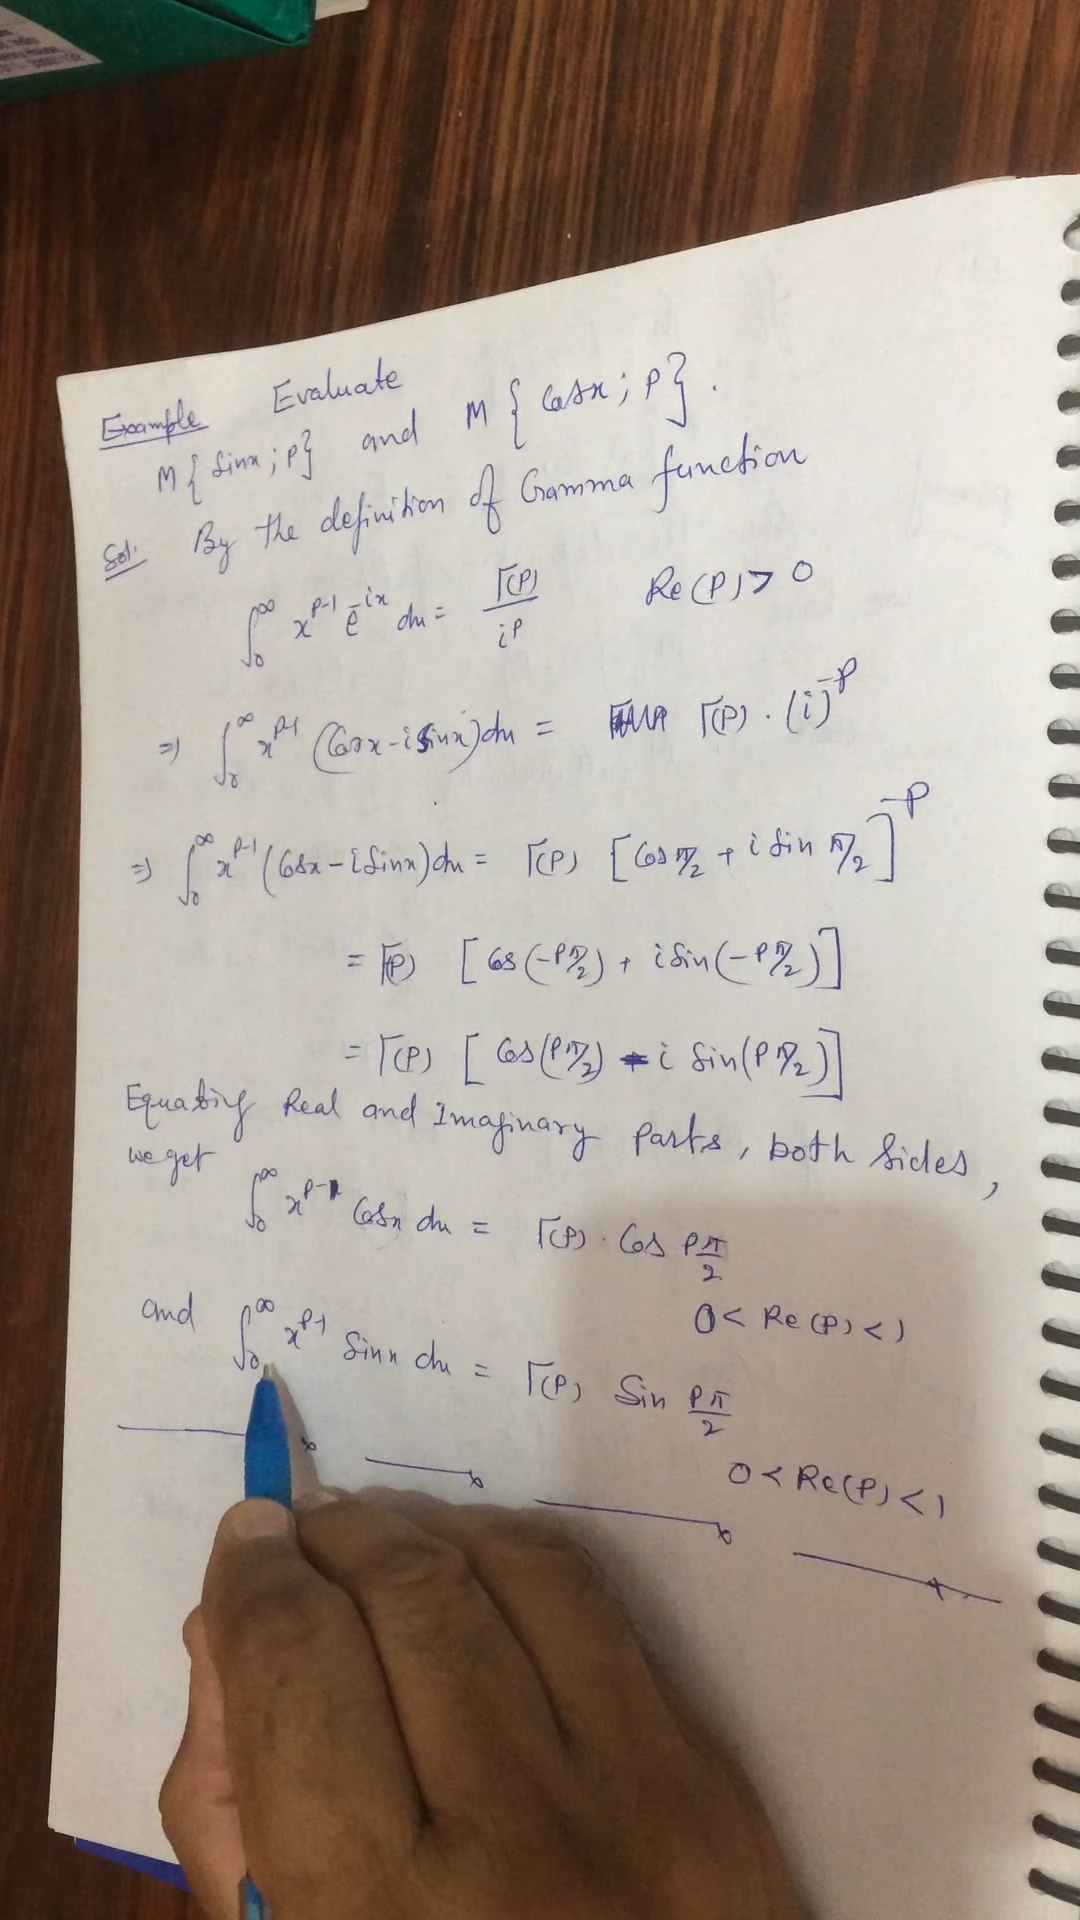 Example Evaluate
M{Sinx; P} and M{Cosx; P}.
Sol. By the definition of Gamma function
∫₀^∞ x^(P-1) e^(-ix) dx = Γ(P)/i^P Re(P) > 0
⇒ ∫₀^∞ x^(P-1) (Cosx - i Sinx) dx = Γ(P) · (i)^(-P)
⇒ ∫₀^∞ x^(P-1) (Cosx - i Sinx) dx = Γ(P) [Cos π/2 + i Sin π/2]^(-P)
= Γ(P) [Cos(-Pπ/2) + i Sin(-Pπ/2)]
= Γ(P) [Cos(Pπ/2) - i Sin(Pπ/2)]
Equating Real and Imaginary Parts, both Sides,
we get
∫₀^∞ x^(P-1) Cosx dx = Γ(P) · Cos Pπ/2
0 < Re(P) < 1
and ∫₀^∞ x^(P-1) Sinx dx = Γ(P) Sin Pπ/2
0 < Re(P) < 1